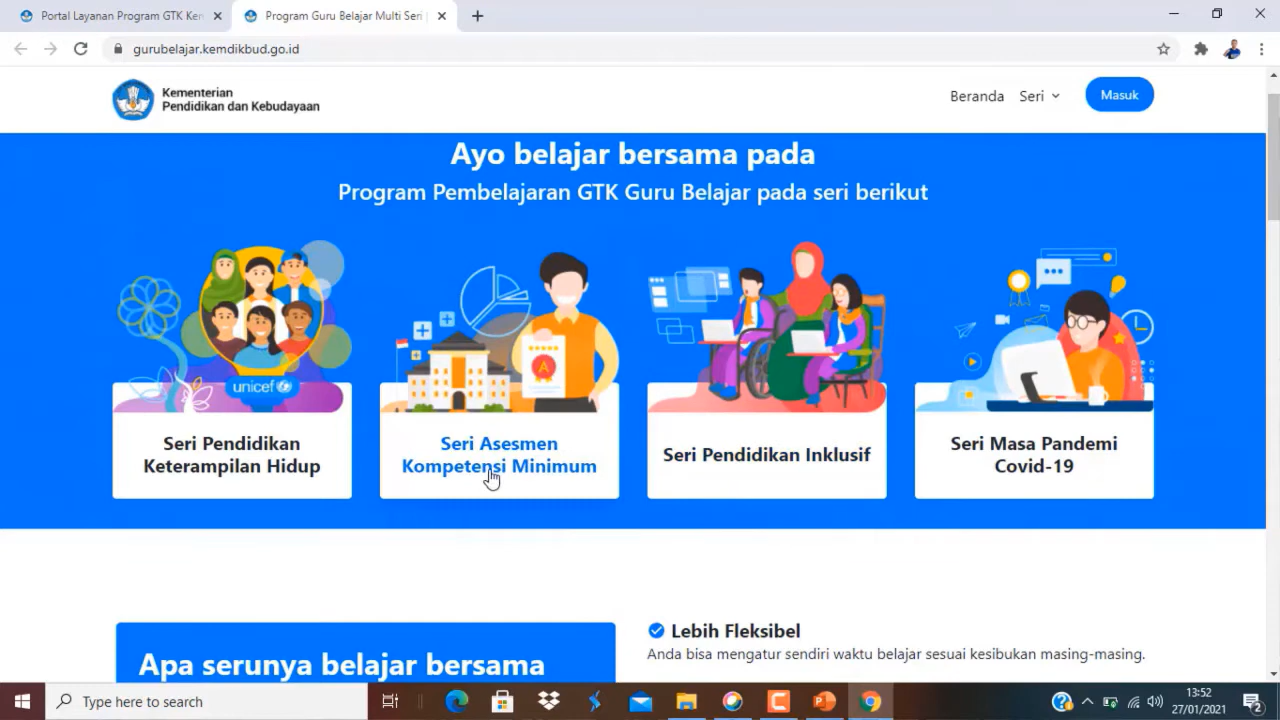 Portal Layanan Program GTK Ken
Program Guru Belajar Multi Seri
gurubelajar.kemdikbud.go.id
Kementerian
Pendidikan dan Kebudayaan
Beranda
Seri
Masuk
Ayo belajar bersama pada
Program Pembelajaran GTK Guru Belajar pada seri berikut
unicef
A
Seri Pendidikan
Keterampilan Hidup
Seri Asesmen
Kompetensi Minimum
Seri Pendidikan Inklusif
Seri Masa Pandemi
Covid-19
Apa serunya belajar bersama
Lebih Fleksibel
Anda bisa mengatur sendiri waktu belajar sesuai kesibukan masing-masing.
Type here to search
13:52
27/01/2021
2